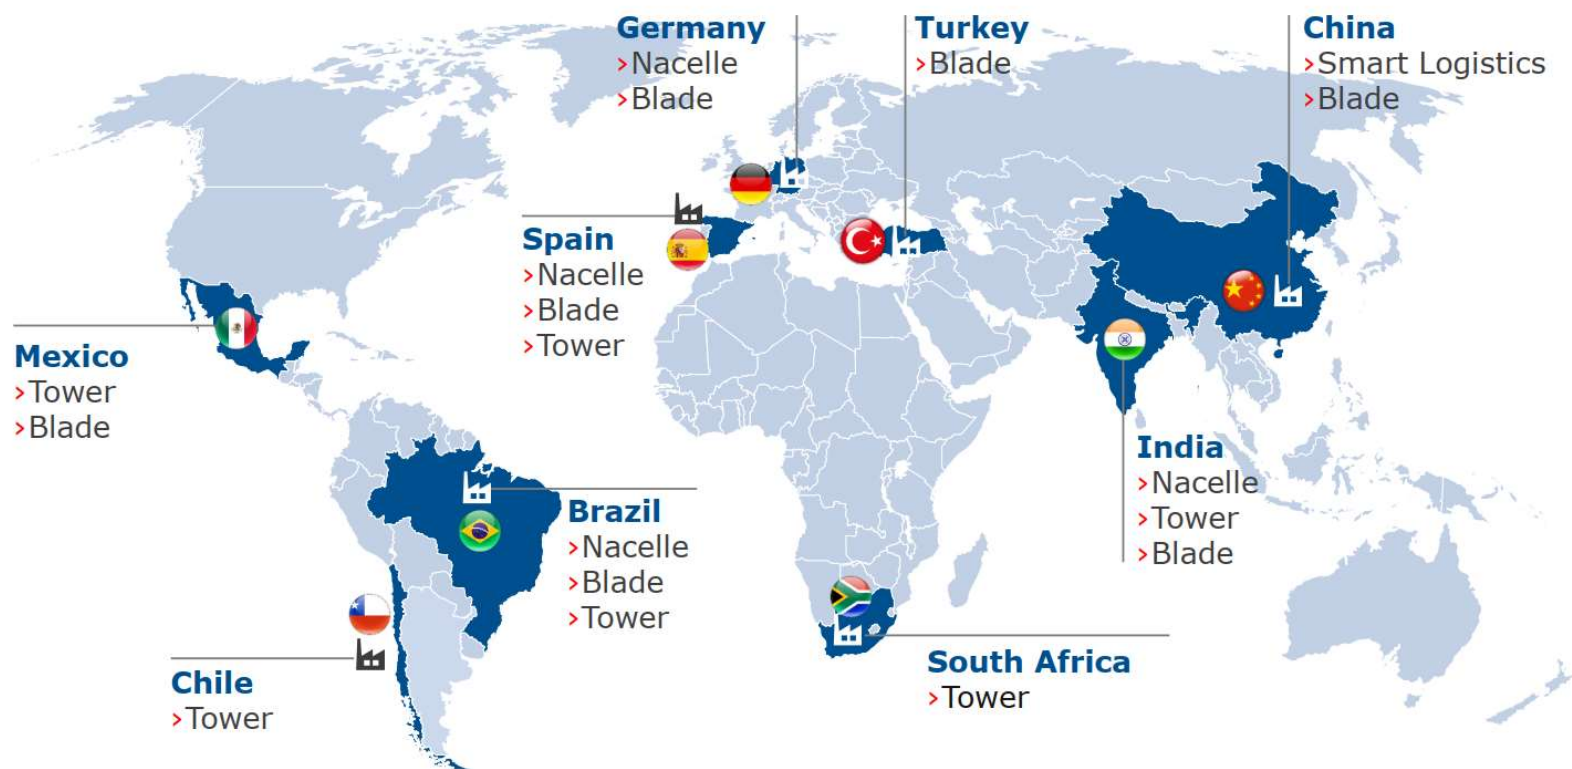 Germany
›Nacelle
›Blade
Turkey
›Blade
China
›Smart Logistics
›Blade
Spain
›Nacelle
›Blade
›Tower
Mexico
›Tower
›Blade
India
›Nacelle
›Tower
›Blade
Brazil
›Nacelle
›Blade
›Tower
South Africa
›Tower
Chile
›Tower